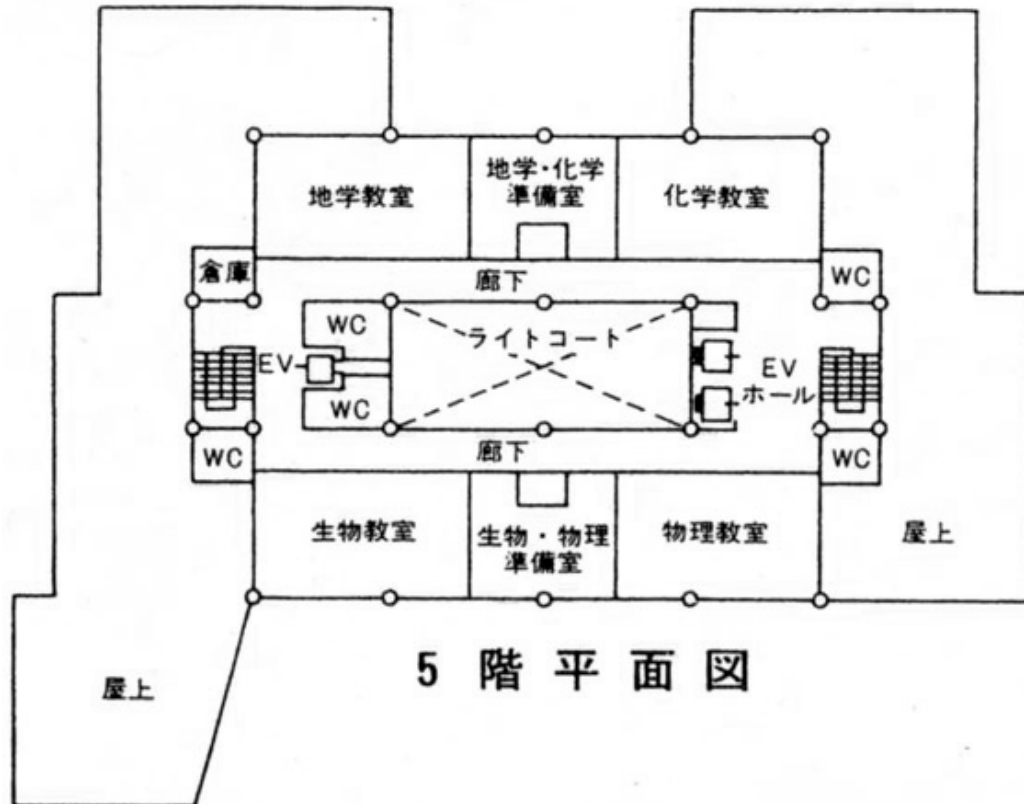 地学教室
地学・化学
準備室
化学教室
倉庫
廊下
WC
WC
ライトコート
EV
EV
ホール
WC
WC
廊下
WC
生物教室
生物・物理
準備室
物理教室
屋上
5階平面図
屋上